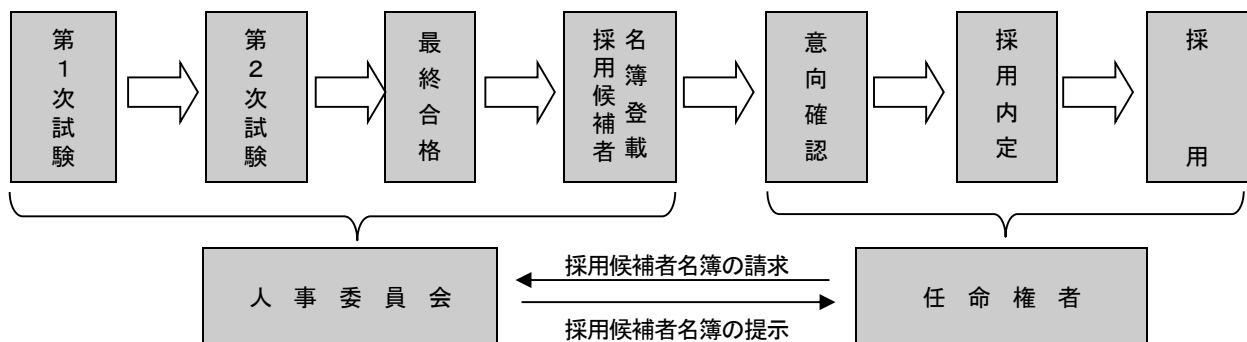 第１次試験
第２次試験
最終合格
採用候補者
名簿登載
意向確認
採用内定
採用
採用候補者名簿の請求
人事委員会
任命権者
採用候補者名簿の提示